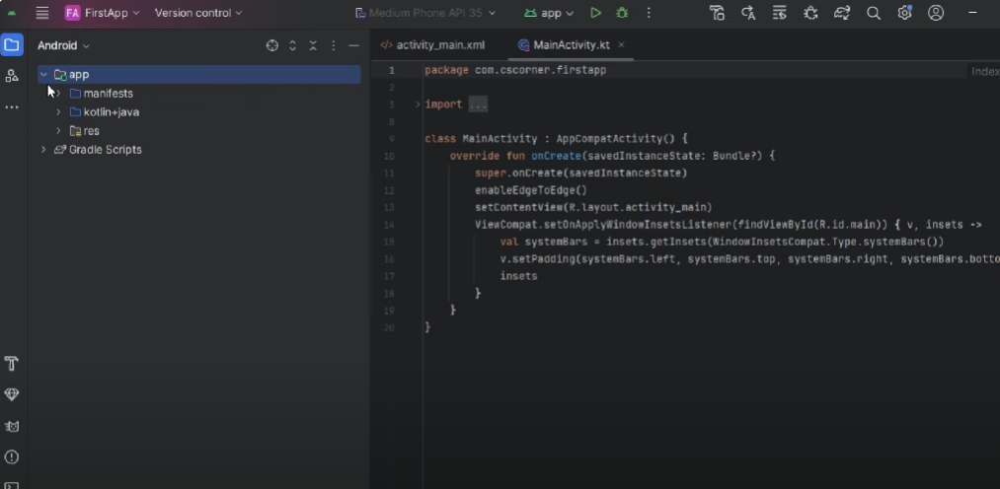 FA FirstApp Version control Medium Phone API 35 app
Android
activity_main.xml MainActivity.kt
app
manifests
kotlin+java
res
Gradle Scripts
Index
1 package com.cscorner.firstapp
2
3 import ...
8
9 class MainActivity : AppCompatActivity() {
10 override fun onCreate(savedInstanceState: Bundle?) {
11 super.onCreate(savedInstanceState)
12 enableEdgeToEdge()
13 setContentView(R.layout.activity_main)
14 ViewCompat.setOnApplyWindowInsetsListener(findViewById(R.id.main)) { v, insets ->
15 val systemBars = insets.getInsets(WindowInsetsCompat.Type.systemBars())
16 v.setPadding(systemBars.left, systemBars.top, systemBars.right, systemBars.botto
17 insets
18 }
19 }
20 }